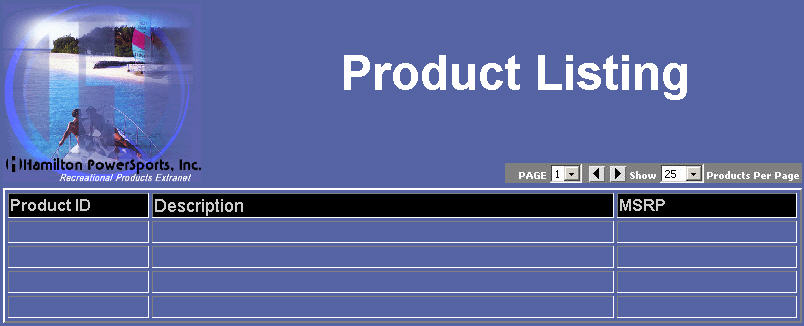 Product Listing
Hamilton PowerSports, Inc.
Recreational Products Extranet
PAGE 1 Show 25 Products Per Page
Product ID Description MSRP